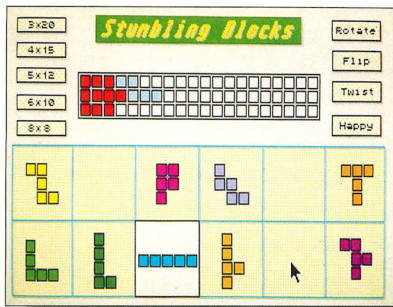 Stumbling Blocks
3x20
4x15
5x12
6x10
8x8
Rotate
Flip
Twist
Happy